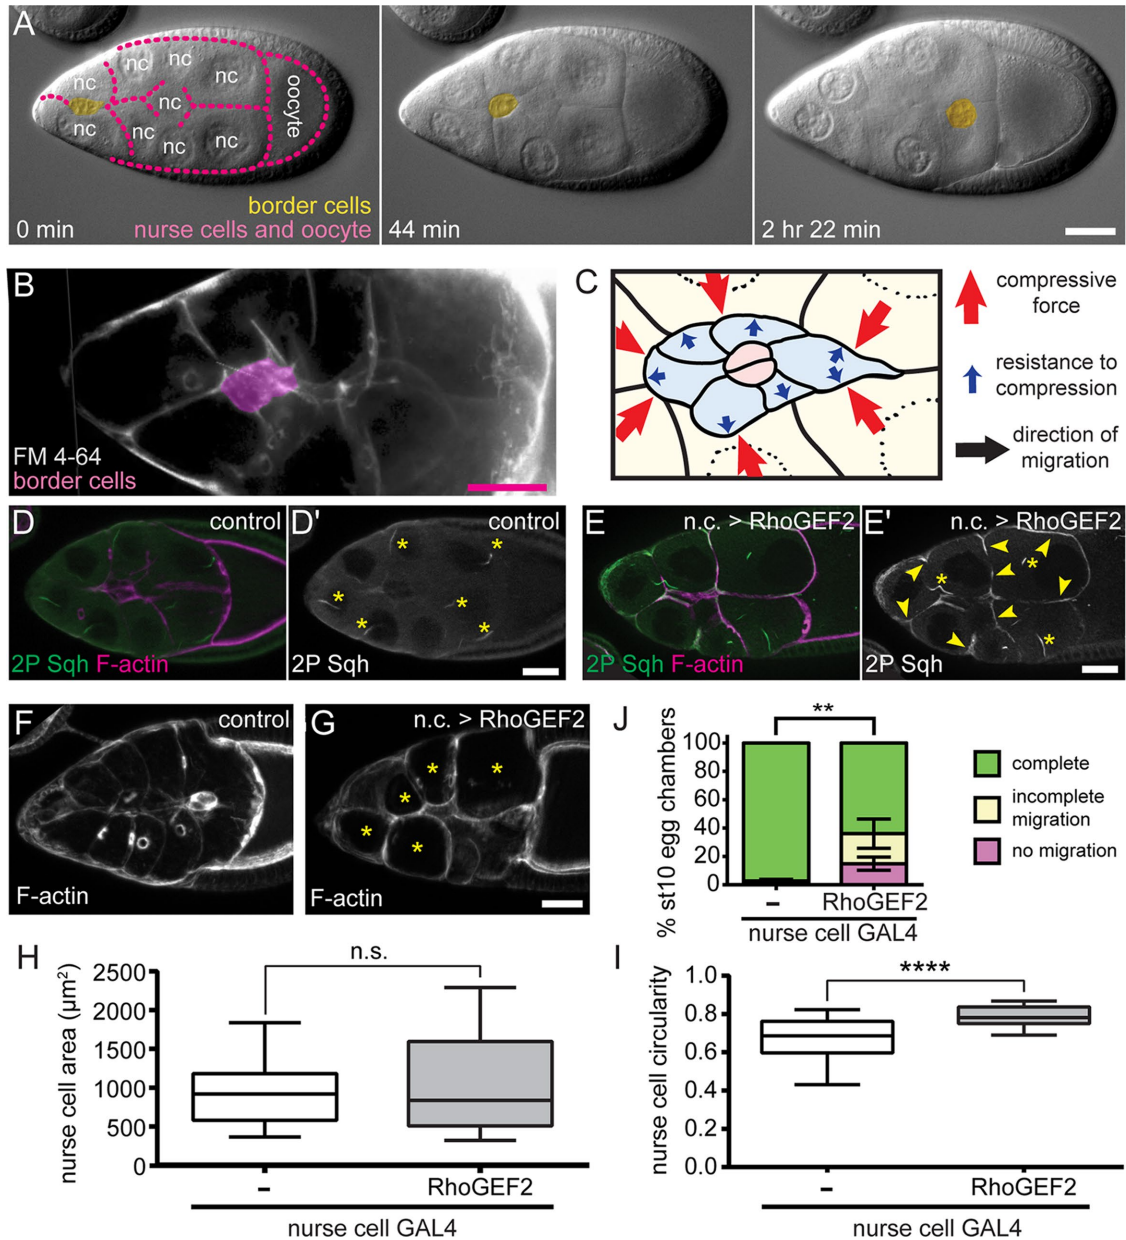 A
nc
nc
nc
nc
nc
nc
nc
nc
nc
oocyte
border cells
0 min
nurse cells and oocyte
44 min
2 hr 22 min
B
FM 4-64
border cells
C
compressive
force
resistance to
compression
direction of
migration
D
control
2P Sqh F-actin
D'
control
*
*
*
*
*
*
2P Sqh
E
n.c. > RhoGEF2
2P Sqh F-actin
E'
*
*
*
2P Sqh
F
control
F-actin
G
n.c. > RhoGEF2
*
*
*
*
*
F-actin
J
**
% st10 egg chambers
100
80
60
40
20
0
–
RhoGEF2
nurse cell GAL4
complete
incomplete
migration
no migration
H
n.s.
nurse cell area (µm²)
2500
2000
1500
1000
500
0
–
RhoGEF2
nurse cell GAL4
I
****
nurse cell circularity
1.0
0.8
0.6
0.4
0.2
0.0
–
RhoGEF2
nurse cell GAL4